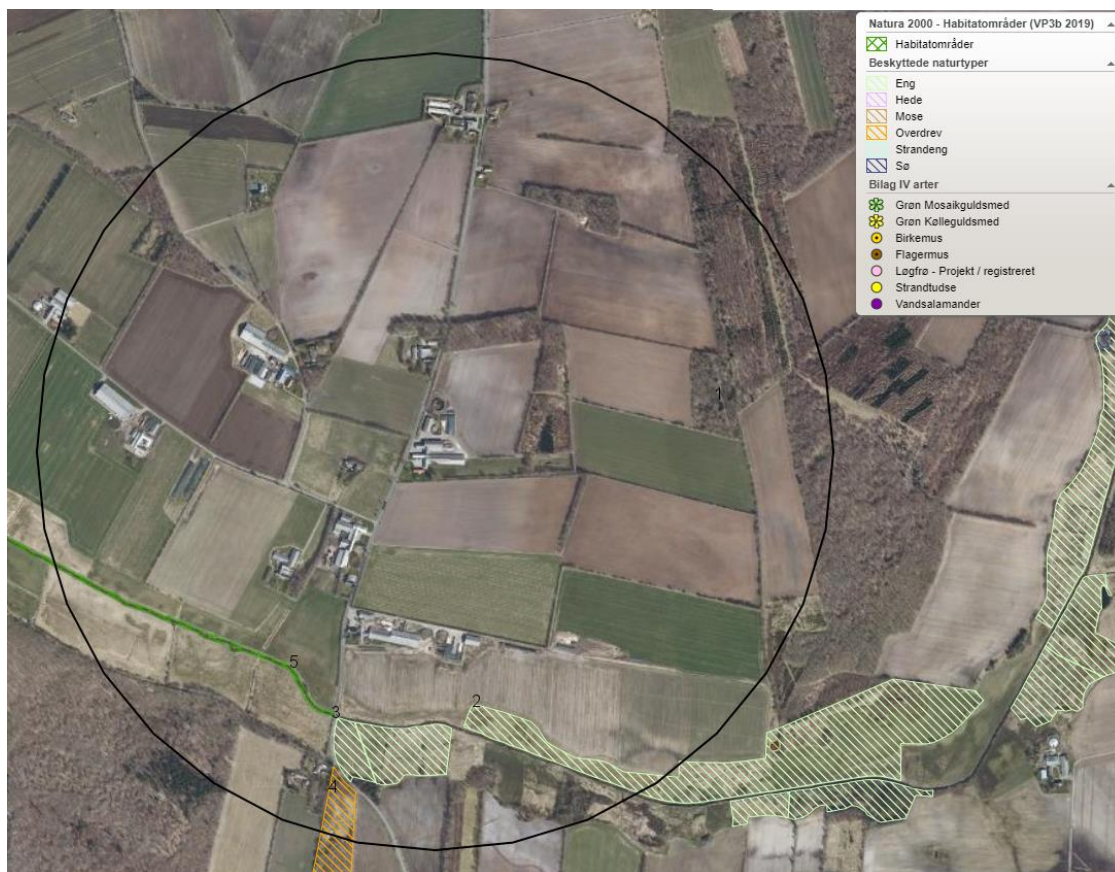 Natura 2000 - Habitatområder (VP3b 2019)
Habitatområder
Beskyttede naturtyper
Eng
Hede
Mose
Overdrev
Strandeng
Sø
Bilag IV arter
Grøn Mosaikguldsmed
Grøn Kølleguldsmed
Birkemus
Flagermus
Løgfrø - Projekt / registreret
Strandtudse
Vandsalamander
1
5
2
3
4